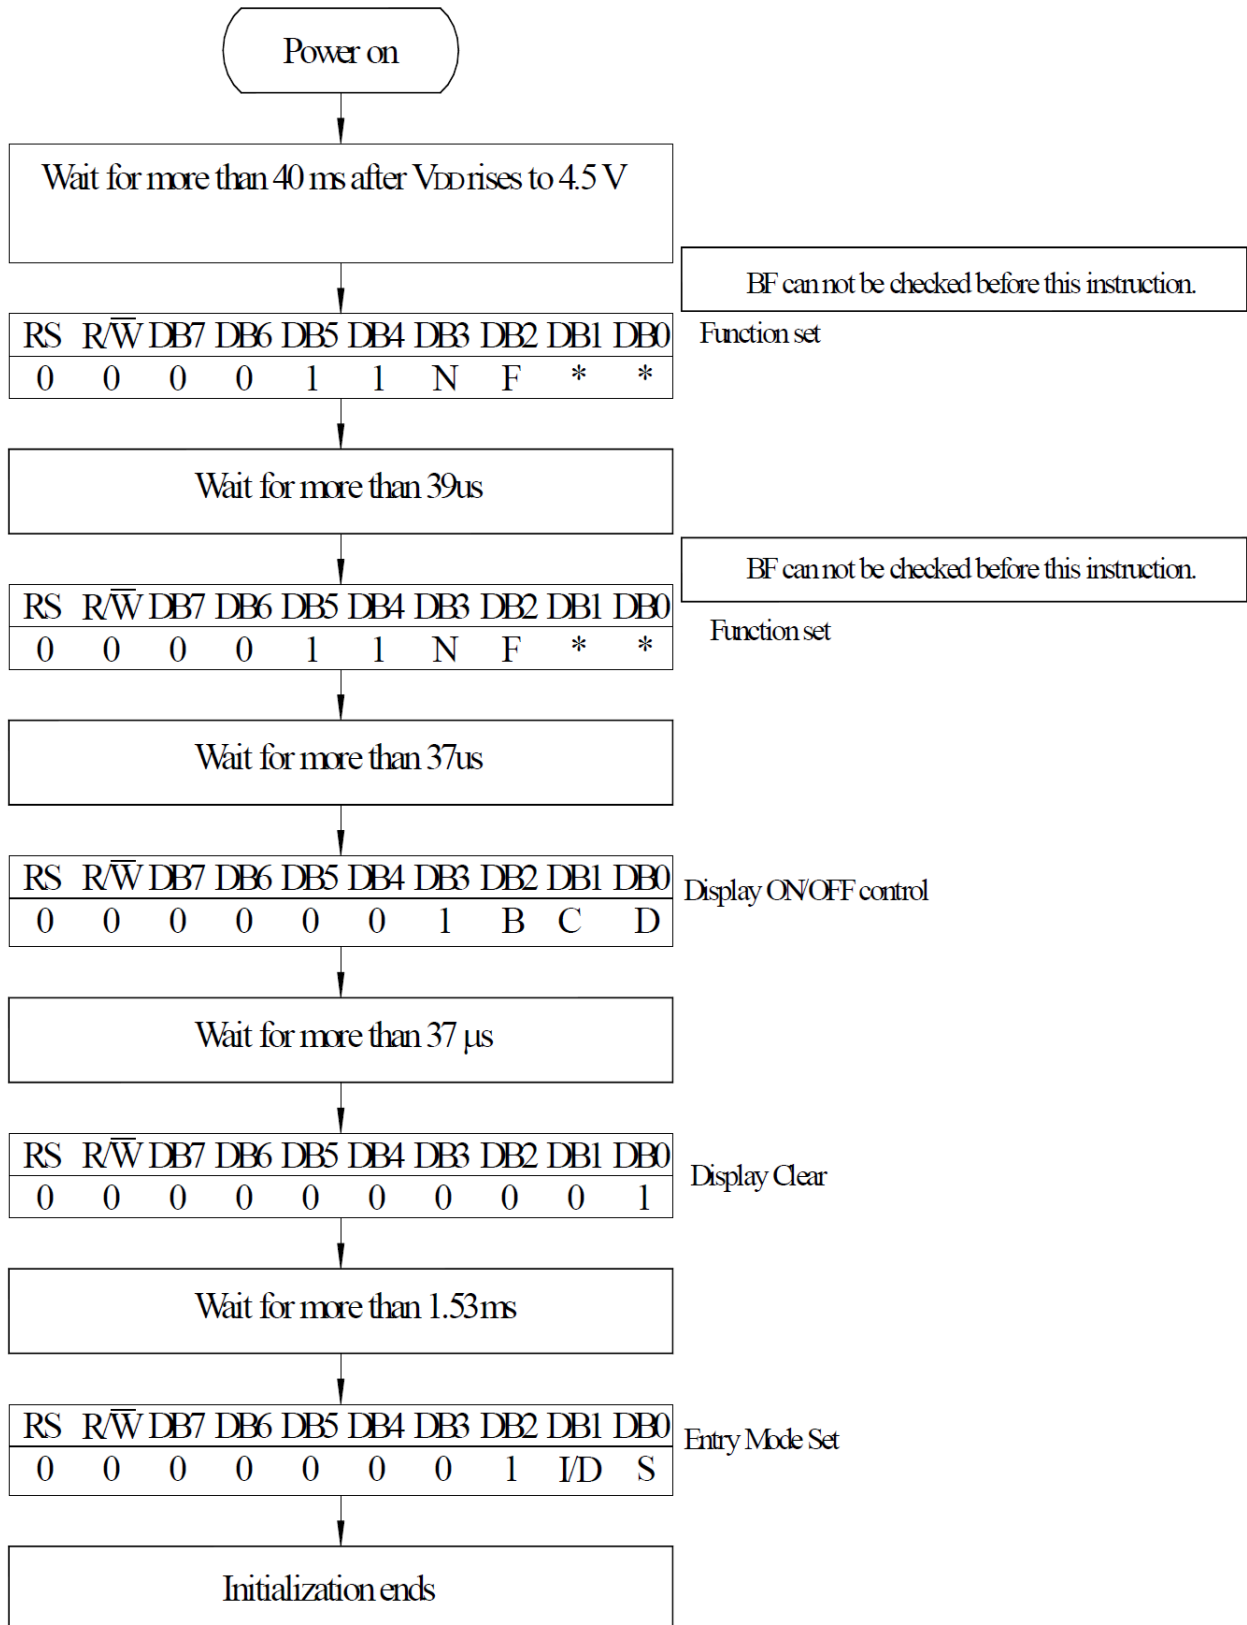 Power on
Wait for more than 40 ms after VDD rises to 4.5 V
BF can not be checked before this instruction.
RS R/W̅ DB7 DB6 DB5 DB4 DB3 DB2 DB1 DB0
Function set
0 0 0 0 1 1 N F * *
Wait for more than 39us
BF can not be checked before this instruction.
RS R/W̅ DB7 DB6 DB5 DB4 DB3 DB2 DB1 DB0
Function set
0 0 0 0 1 1 N F * *
Wait for more than 37us
RS R/W̅ DB7 DB6 DB5 DB4 DB3 DB2 DB1 DB0
Display ON/OFF control
0 0 0 0 0 0 1 B C D
Wait for more than 37 μs
RS R/W̅ DB7 DB6 DB5 DB4 DB3 DB2 DB1 DB0
Display Clear
0 0 0 0 0 0 0 0 0 1
Wait for more than 1.53ms
RS R/W̅ DB7 DB6 DB5 DB4 DB3 DB2 DB1 DB0
Entry Mode Set
0 0 0 0 0 0 0 1 I/D S
Initialization ends